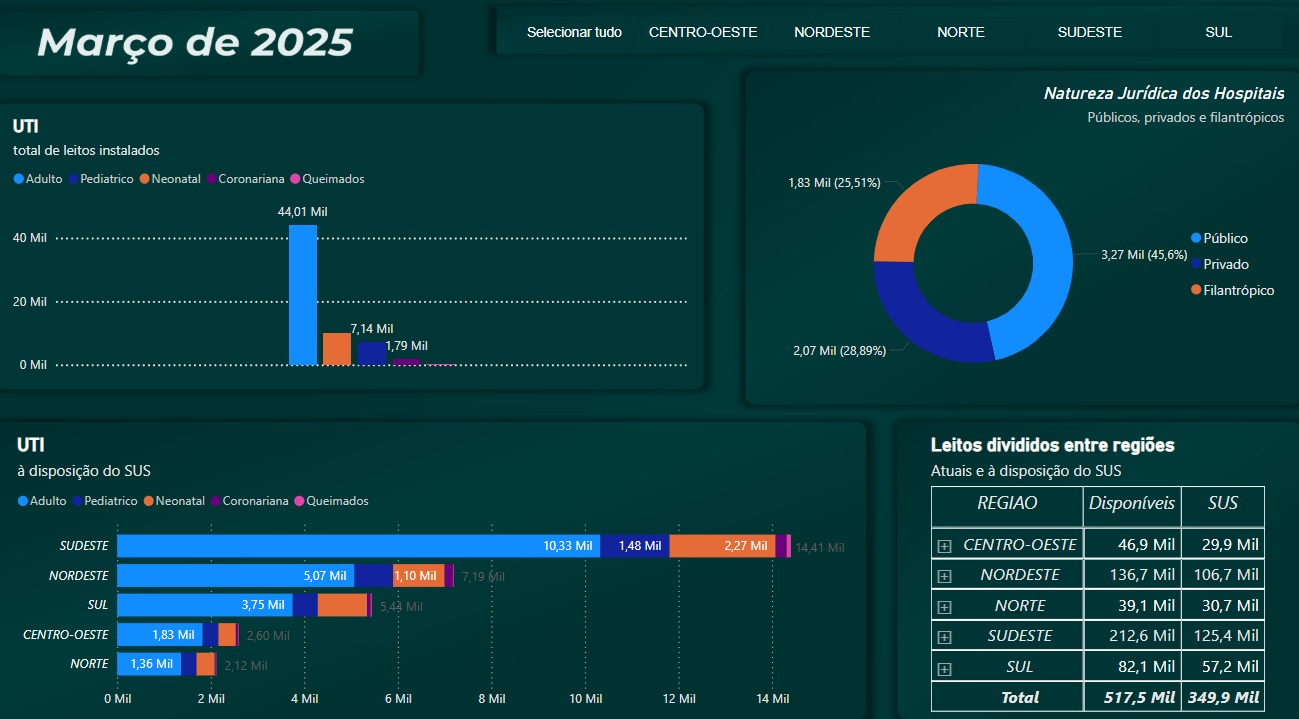 Março de 2025
Selecionar tudo CENTRO-OESTE NORDESTE NORTE SUDESTE SUL
UTI
total de leitos instalados
Adulto Pediatrico Neonatal Coronariana Queimados
44,01 Mil
40 Mil
7,14 Mil
1,79 Mil
20 Mil
0 Mil
Natureza Jurídica dos Hospitais
Públicos, privados e filantrópicos
1,83 Mil (25,51%)
3,27 Mil (45,6%)
2,07 Mil (28,89%)
Público
Privado
Filantrópico
UTI
à disposição do SUS
Adulto Pediatrico Neonatal Coronariana Queimados
SUDESTE 10,33 Mil 1,48 Mil 2,27 Mil 14,41 Mil
NORDESTE 5,07 Mil 1,10 Mil 7,19 Mil
SUL 3,75 Mil 5,44 Mil
CENTRO-OESTE 1,83 Mil 2,60 Mil
NORTE 1,36 Mil 2,12 Mil
0 Mil 2 Mil 4 Mil 6 Mil 8 Mil 10 Mil 12 Mil 14 Mil
Leitos divididos entre regiões
Atuais e à disposição do SUS
REGIAO Disponíveis SUS
CENTRO-OESTE 46,9 Mil 29,9 Mil
NORDESTE 136,7 Mil 106,7 Mil
NORTE 39,1 Mil 30,7 Mil
SUDESTE 212,6 Mil 125,4 Mil
SUL 82,1 Mil 57,2 Mil
Total 517,5 Mil 349,9 Mil